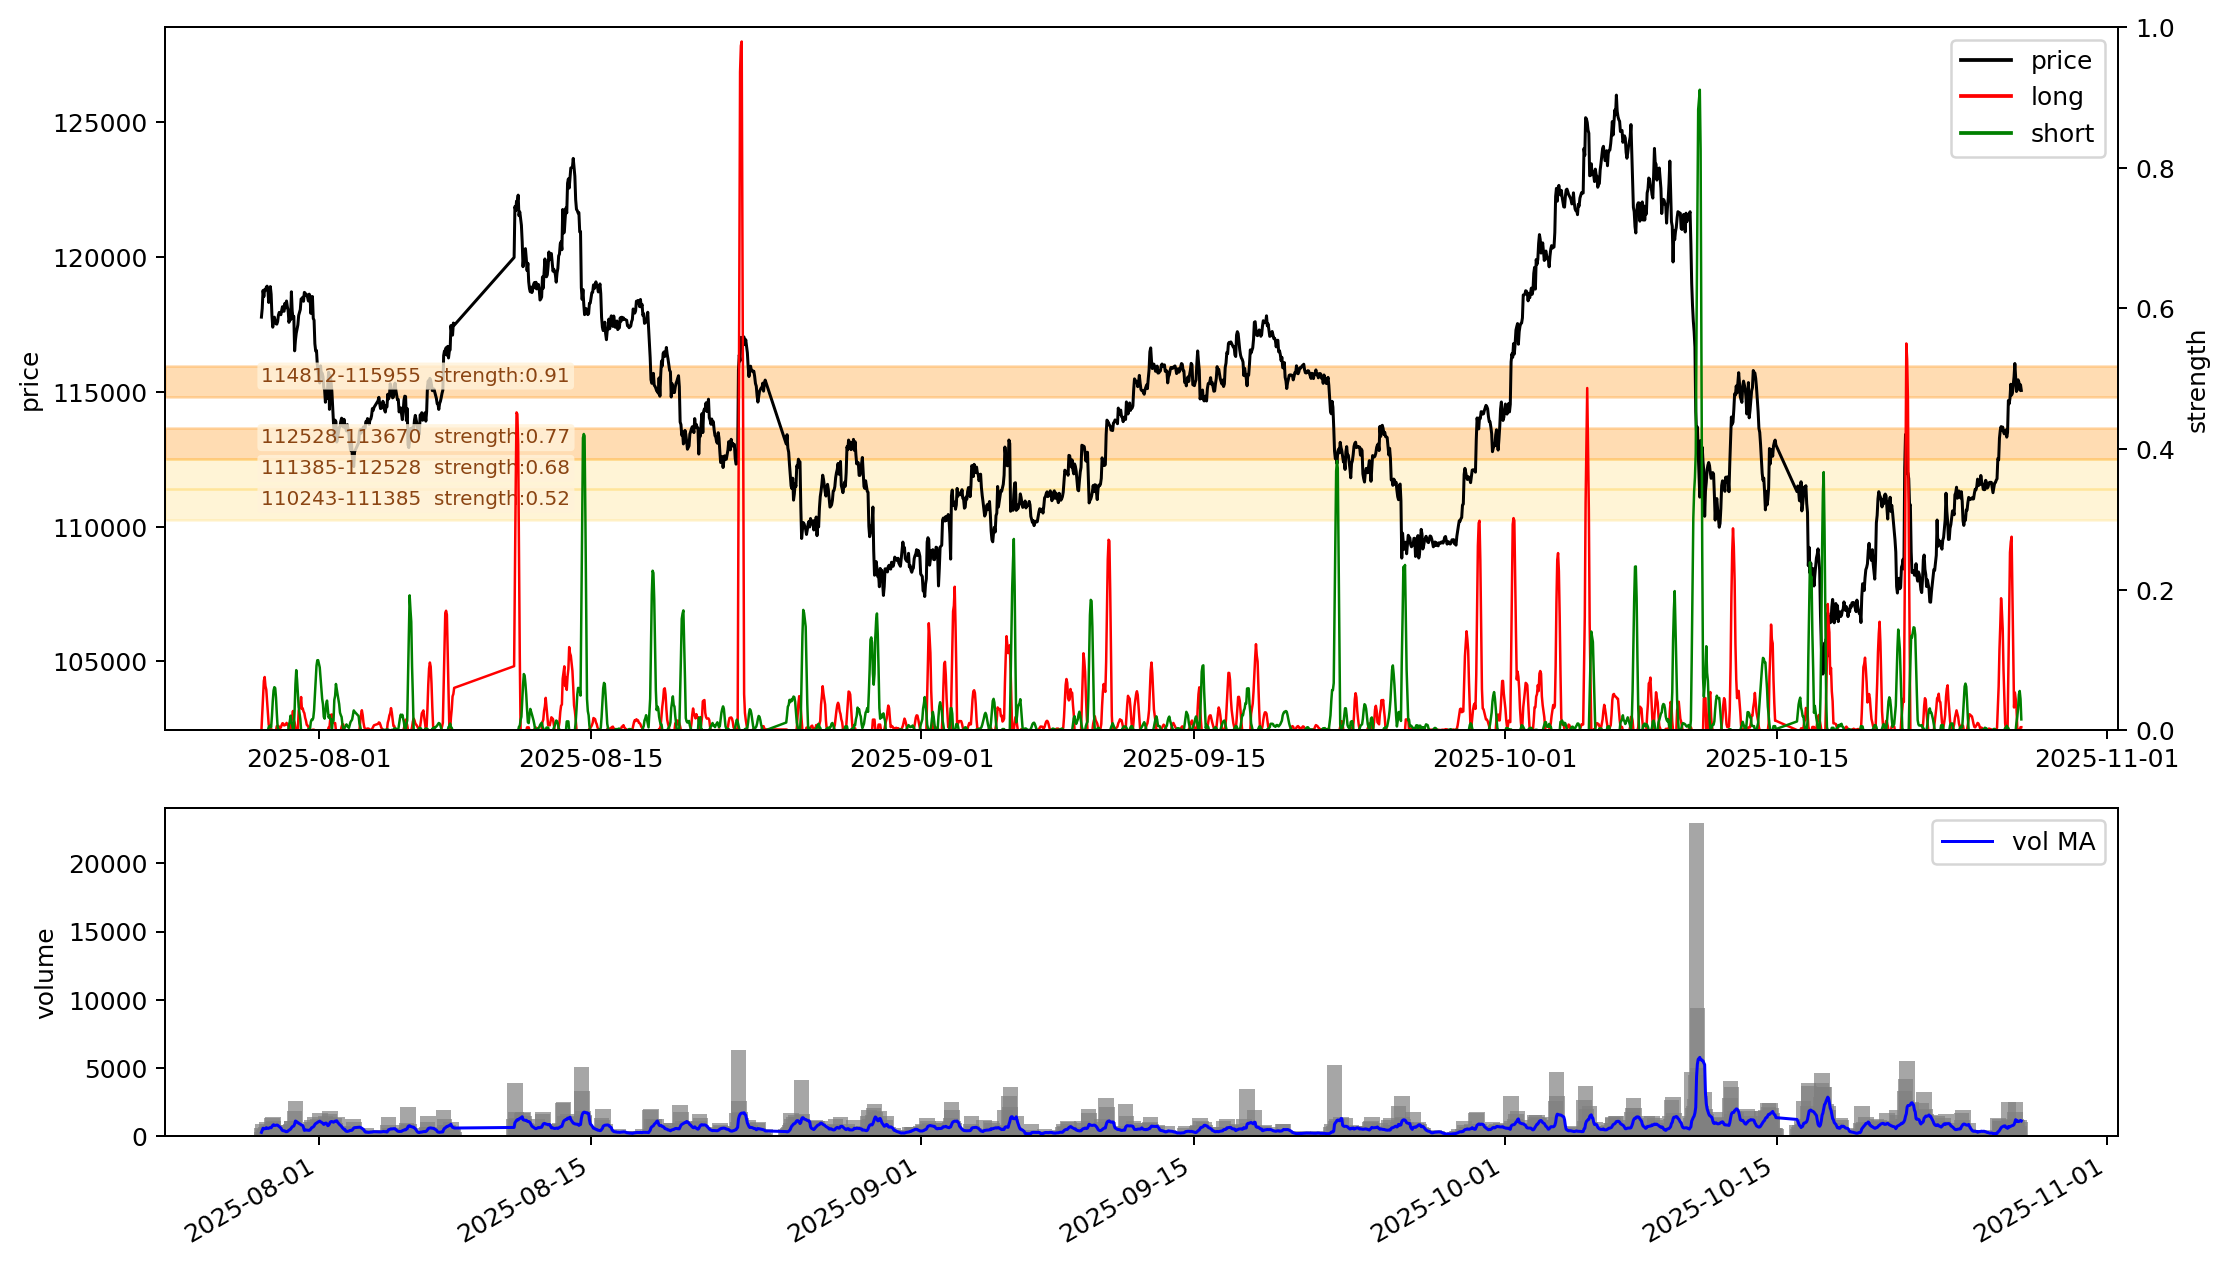 price
long
short
125000
120000
115000
110000
105000
price
1.0
0.8
0.6
0.4
0.2
0.0
strength
114812-115955 strength:0.91
112528-113670 strength:0.77
111385-112528 strength:0.68
110243-111385 strength:0.52
2025-08-01 2025-08-15 2025-09-01 2025-09-15 2025-10-01 2025-10-15 2025-11-01
vol MA
20000
15000
10000
5000
0
volume
2025-08-01 2025-08-15 2025-09-01 2025-09-15 2025-10-01 2025-10-15 2025-11-01